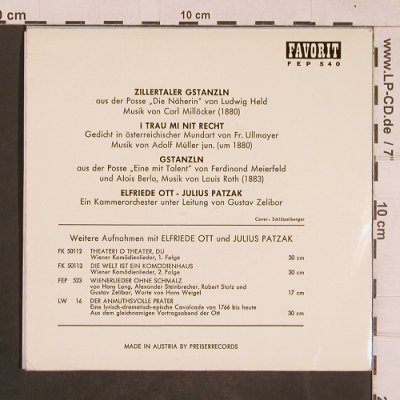 10 cm
10 cm
FAVORIT
FEP 540
ZILLERTALER GSTANZLN
aus der Posse „Die Näherin" von Ludwig Held
Musik von Carl Millöcker (1880)
I TRAU MI NIT RECHT
Gedicht in österreichischer Mundart von Fr. Ullmayer
Musik von Adolf Müller jun. (um 1880)
GSTANZLN
aus der Posse „Eine mit Talent" von Ferdinand Meierfeld
und Alois Berla, Musik von Louis Roth (1883)
ELFRIEDE OTT - JULIUS PATZAK
Ein Kammerorchester unter Leitung von Gustav Zelibor
Cover: Schlüsselberger
Weitere Aufnahmen mit ELFRIEDE OTT und JULIUS PATZAK
PK 50112 THEATER! O THEATER, DU
Wiener Komödienlieder, 1. Folge 30 cm
PK 50113 DIE WELT IST EIN KOMÖDIENHAUS
Wiener Komödienlieder, 2. Folge 30 cm
FEP 523 WIENERLIEDER OHNE SCHMALZ
von Hans Lang, Alexander Steinbrecher, Robert Stolz und
Gustav Zelibor, Worte von Hans Weigel 17 cm
LW 16 DER ANMUTHSVOLLE PRATER
Eine lyrisch-dramatisch-epische Cavalcade von 1766 bis heute
Aus dem gleichnamigen Vortragsabend der Ott 30 cm
MADE IN AUSTRIA BY PREISERRECORDS
www.LP-CD.de / 7"
10 cm